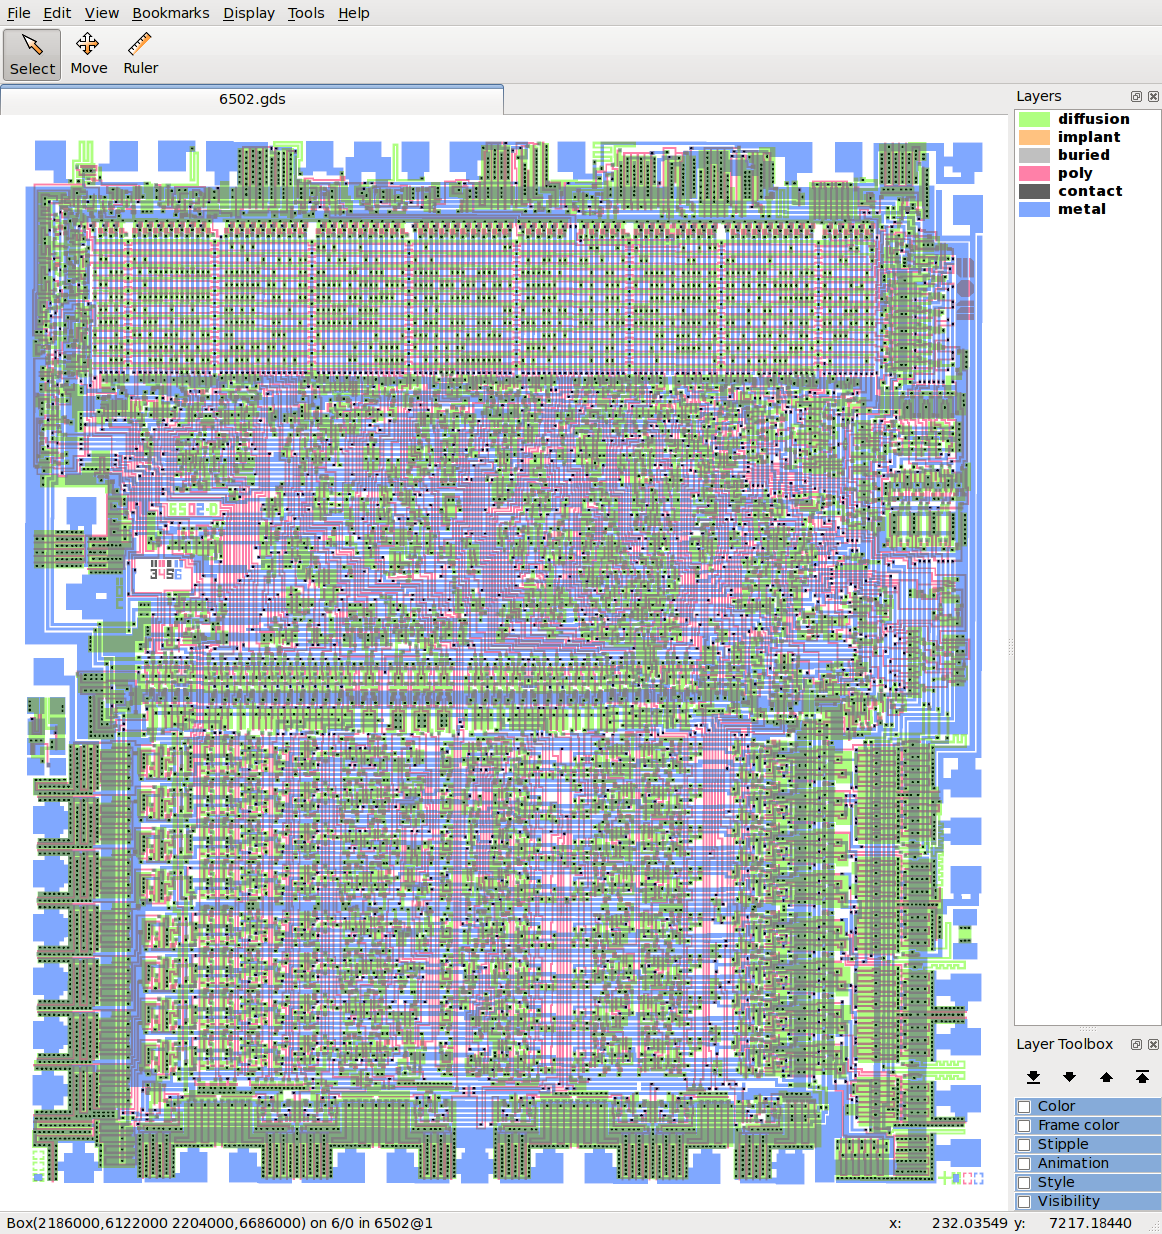 File Edit View Bookmarks Display Tools Help
Select Move Ruler
6502.gds
Layers
diffusion
implant
buried
poly
contact
metal
6502-D
3456
Layer Toolbox
Color
Frame color
Stipple
Animation
Style
Visibility
Box(2186000,6122000 2204000,6686000) on 6/0 in 6502@1 x: 232.03549 y: 7217.18440